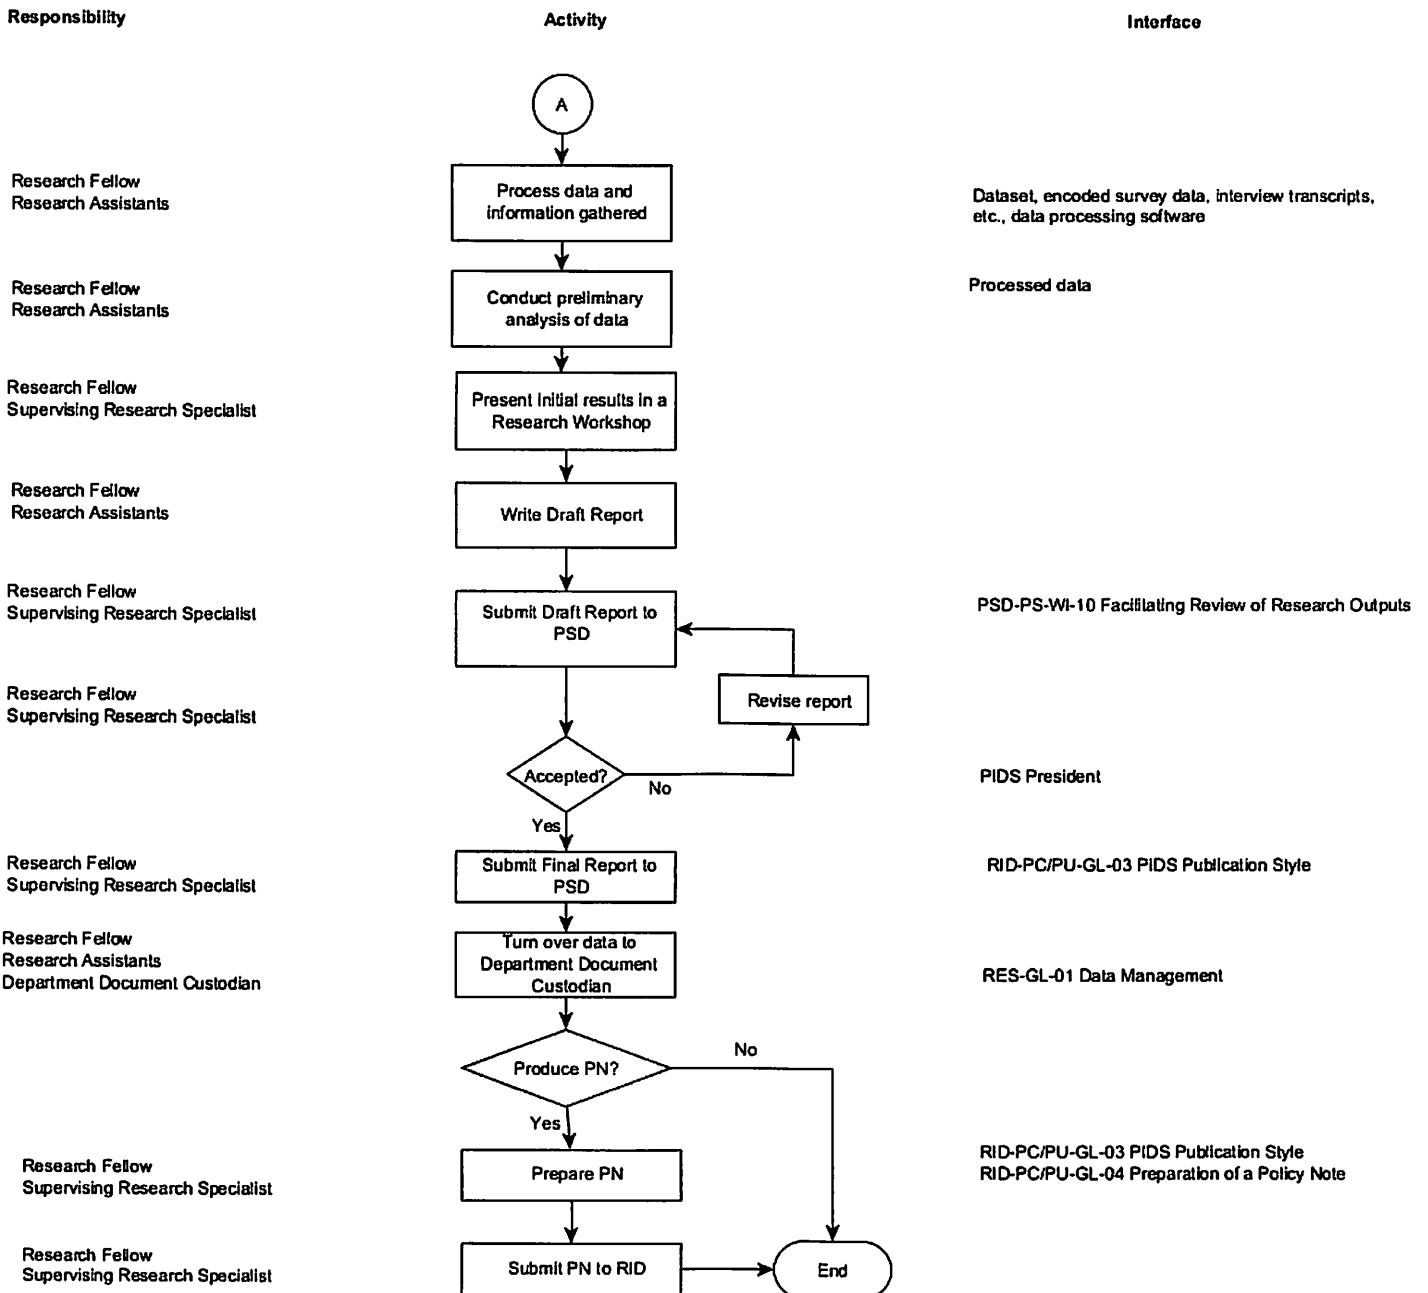 Responsibility
Activity
Interface
A
Research Fellow
Research Assistants
Process data and
information gathered
Dataset, encoded survey data, interview transcripts,
etc., data processing software
Research Fellow
Research Assistants
Conduct preliminary
analysis of data
Processed data
Research Fellow
Supervising Research Specialist
Present initial results in a
Research Workshop
Research Fellow
Research Assistants
Write Draft Report
Research Fellow
Supervising Research Specialist
Submit Draft Report to
PSD
PSD-PS-WI-10 Facilitating Review of Research Outputs
Research Fellow
Supervising Research Specialist
Revise report
Accepted?
No
PIDS President
Yes
Research Fellow
Supervising Research Specialist
Submit Final Report to
PSD
RID-PC/PU-GL-03 PIDS Publication Style
Research Fellow
Research Assistants
Department Document Custodian
Turn over data to
Department Document
Custodian
RES-GL-01 Data Management
Produce PN?
No
Yes
Research Fellow
Supervising Research Specialist
Prepare PN
RID-PC/PU-GL-03 PIDS Publication Style
RID-PC/PU-GL-04 Preparation of a Policy Note
Research Fellow
Supervising Research Specialist
Submit PN to RID
End